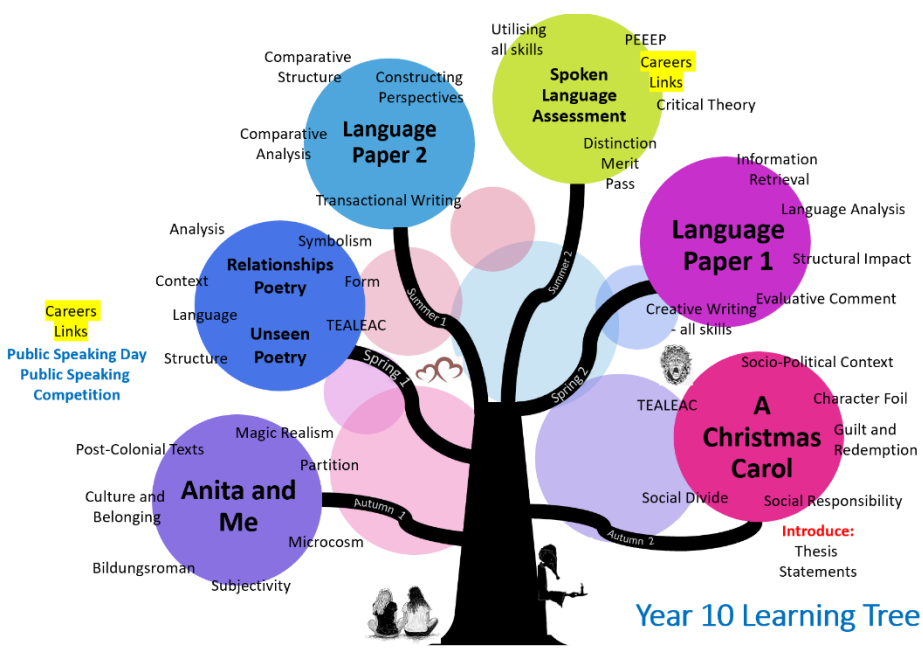 Utilising
all skills
PEEEP
Careers
Links
Critical Theory
Spoken
Language
Assessment
Distinction
Merit
Pass
Comparative
Structure
Constructing
Perspectives
Language
Paper 2
Comparative
Analysis
Transactional Writing
Information
Retrieval
Language Analysis
Language
Paper 1
Structural Impact
Evaluative Comment
Creative Writing
- all skills
Analysis
Symbolism
Relationships
Poetry
Context
Form
Language
Unseen
Poetry
TEALEAC
Structure
Careers
Links
Public Speaking Day
Public Speaking
Competition
Summer 1
Summer 2
Spring 1
Spring 2
Socio-Political Context
TEALEAC
Character Foil
A
Christmas
Carol
Guilt and
Redemption
Social Divide
Social Responsibility
Introduce:
Thesis
Statements
Magic Realism
Post-Colonial Texts
Partition
Anita and
Me
Culture and
Belonging
Microcosm
Bildungsroman
Subjectivity
Autumn 1
Autumn 2
Year 10 Learning Tree